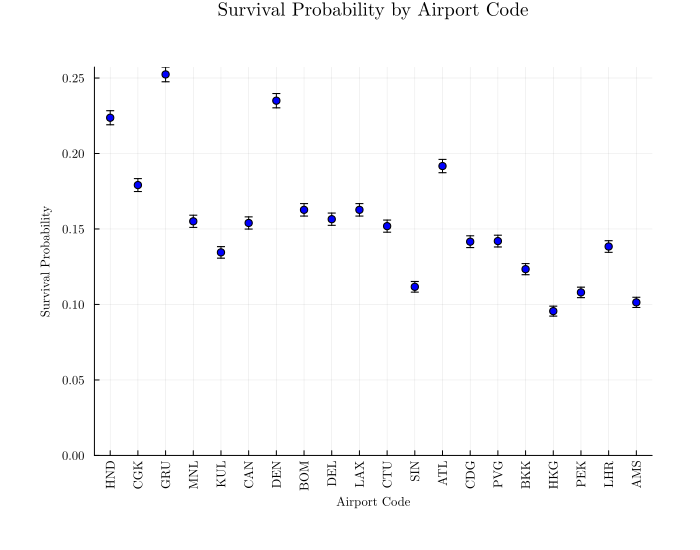 Survival Probability by Airport Code
0.25
0.20
0.15
0.10
0.05
0.00
Survival Probability
HND CGK GRU MNL KUL CAN DEN BOM DEL LAX CTU SIN ATL CDG PVG BKK HKG PEK LHR AMS
Airport Code